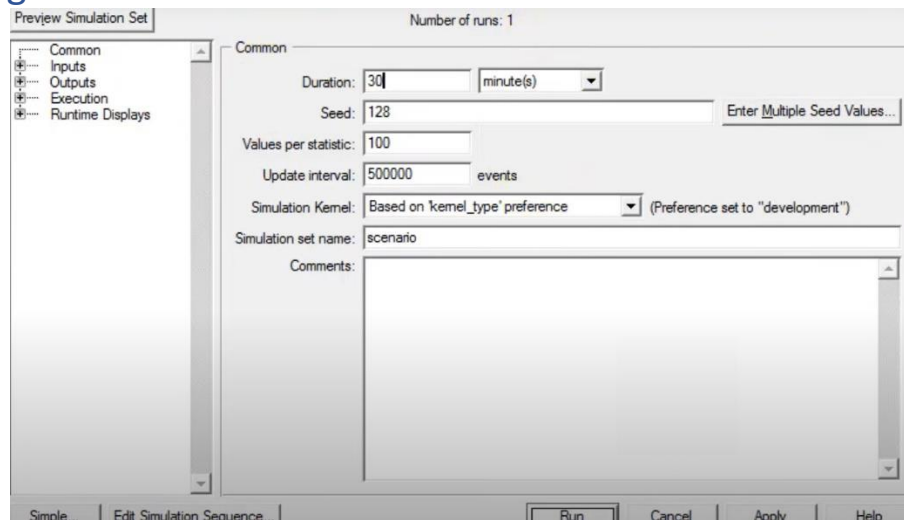 Preview Simulation Set
Number of runs: 1
Common
Inputs
Outputs
Execution
Runtime Displays
Common
Duration: 30 minute(s)
Seed: 128 Enter Multiple Seed Values...
Values per statistic: 100
Update interval: 500000 events
Simulation Kernel: Based on 'kernel_type' preference (Preference set to "development")
Simulation set name: scenario
Comments:
Simple... Edit Simulation Sequence Run Cancel Apply Help